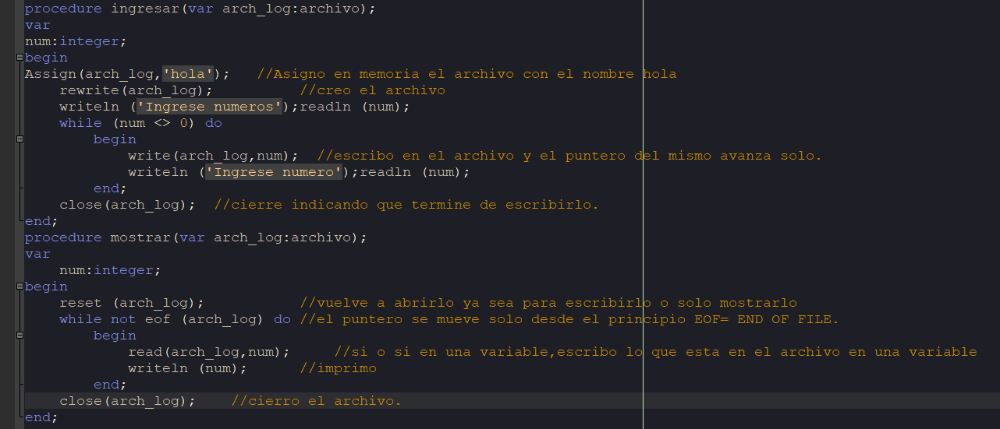 procedure ingresar(var arch_log:archivo);
var
num:integer;
begin
Assign(arch_log,'hola');   //Asigno en memoria el archivo con el nombre hola
    rewrite(arch_log);          //creo el archivo
    writeln ('Ingrese numeros');readln (num);
    while (num <> 0) do
        begin
            write(arch_log,num);  //escribo en el archivo y el puntero del mismo avanza solo.
            writeln ('Ingrese numero');readln (num);
        end;
    close(arch_log);  //cierre indicando que termine de escribirlo.
end;
procedure mostrar(var arch_log:archivo);
var
    num:integer;
begin
    reset (arch_log);           //vuelve a abrirlo ya sea para escribirlo o solo mostrarlo
    while not eof (arch_log) do //el puntero se mueve solo desde el principio EOF= END OF FILE.
        begin
            read(arch_log,num);     //si o si en una variable,escribo lo que esta en el archivo en una variable
            writeln (num);      //imprimo
        end;
    close(arch_log);    //cierro el archivo.
end;